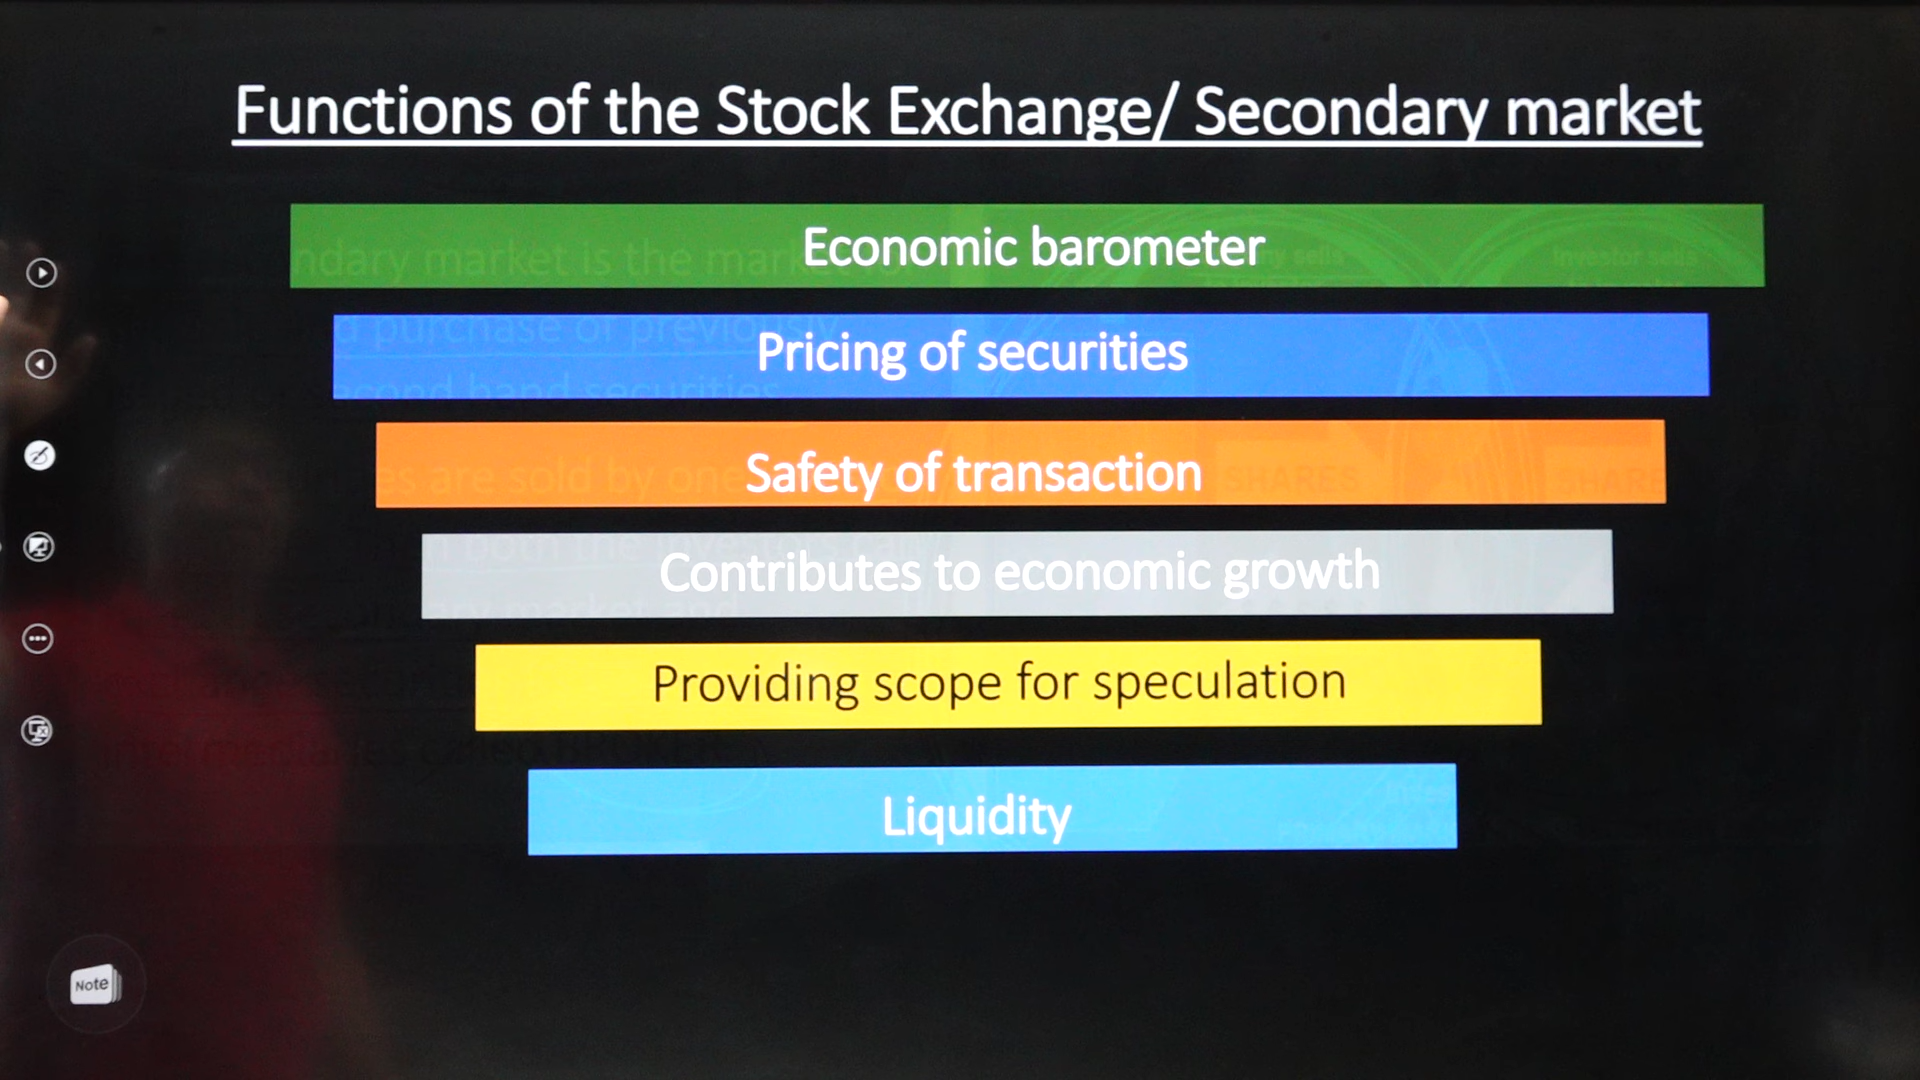 Functions of the Stock Exchange/ Secondary market
Economic barometer
Pricing of securities
Safety of transaction
Contributes to economic growth
Providing scope for speculation
Liquidity
Note